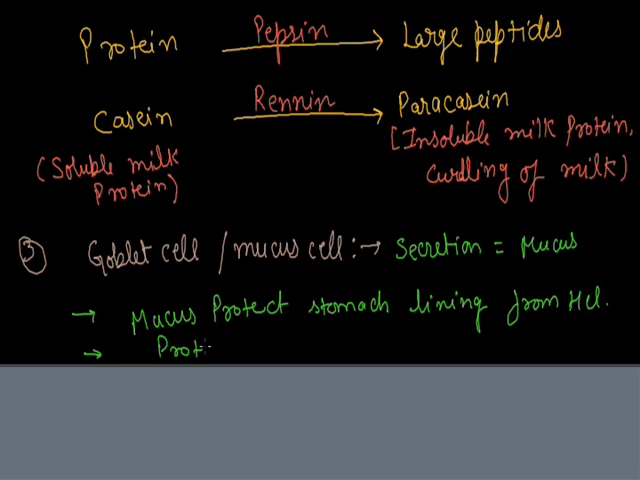 Protein Pepsin → Large peptides
Casein Rennin → Paracasein
(Soluble milk protein) [Insoluble milk protein, curdling of milk)
③ Goblet cell / mucus cell :→ Secretion = Mucus
→ Mucus Protect stomach lining from Hcl.
→ Proti